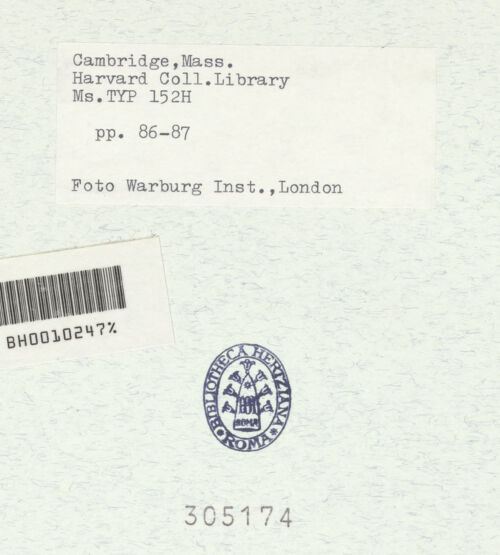 Cambridge,Mass.
Harvard Coll.Library
Ms.TYP 152H
pp. 86-87
Foto Warburg Inst.,London
BH0010247%
BIBLIOTHECA HERTZIANA
ROMA
ROMA
305174